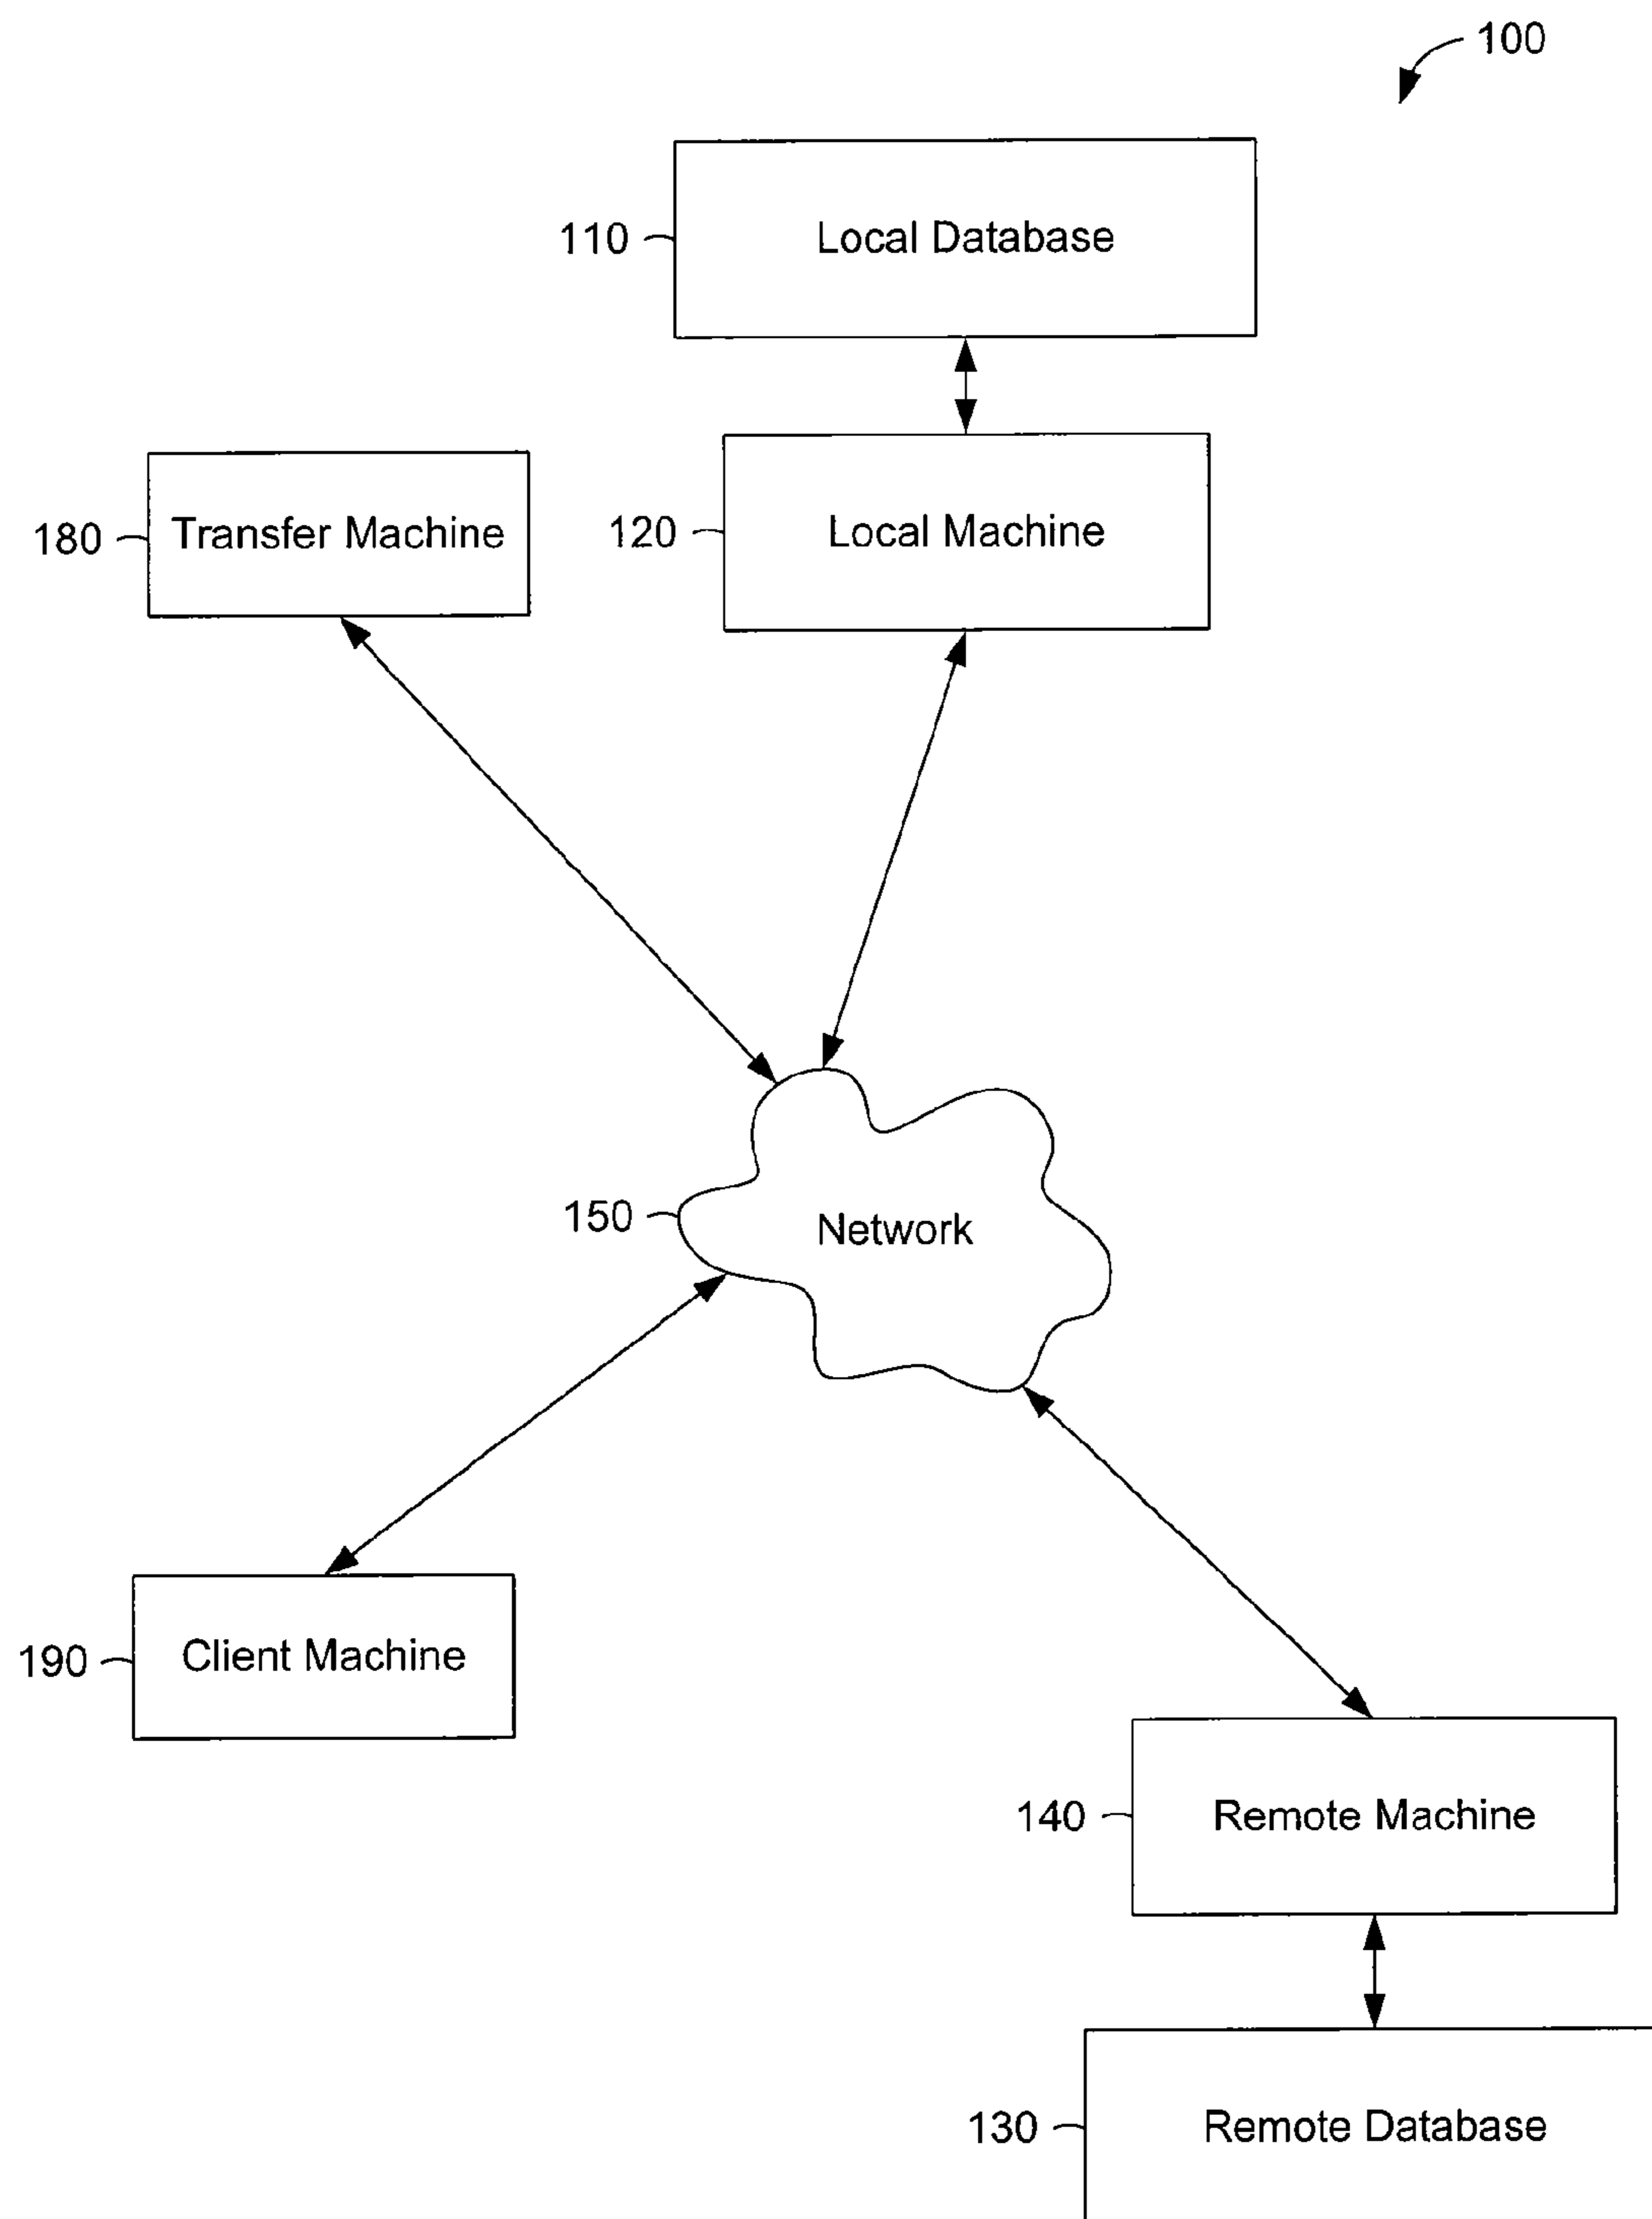 100
110
Local Database
180
Transfer Machine
120
Local Machine
150
Network
190
Client Machine
140
Remote Machine
130
Remote Database